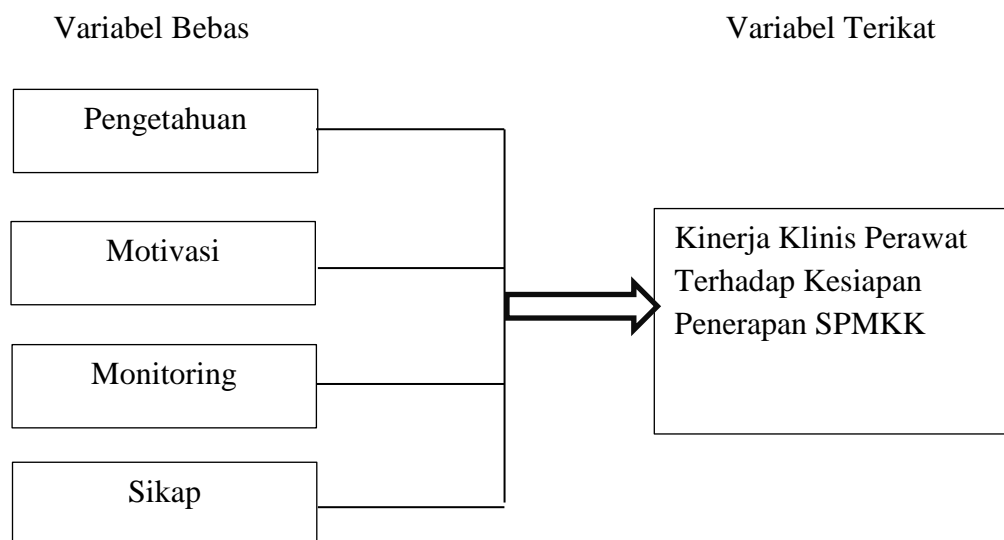 Variabel Bebas
Variabel Terikat
Pengetahuan
Motivasi
Monitoring
Sikap
Kinerja Klinis Perawat
Terhadap Kesiapan
Penerapan SPMKK